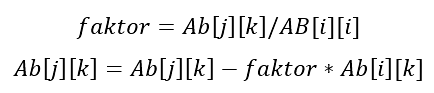 faktor = Ab[j][k]/AB[i][i]
Ab[j][k] = Ab[j][k] − faktor * Ab[i][k]